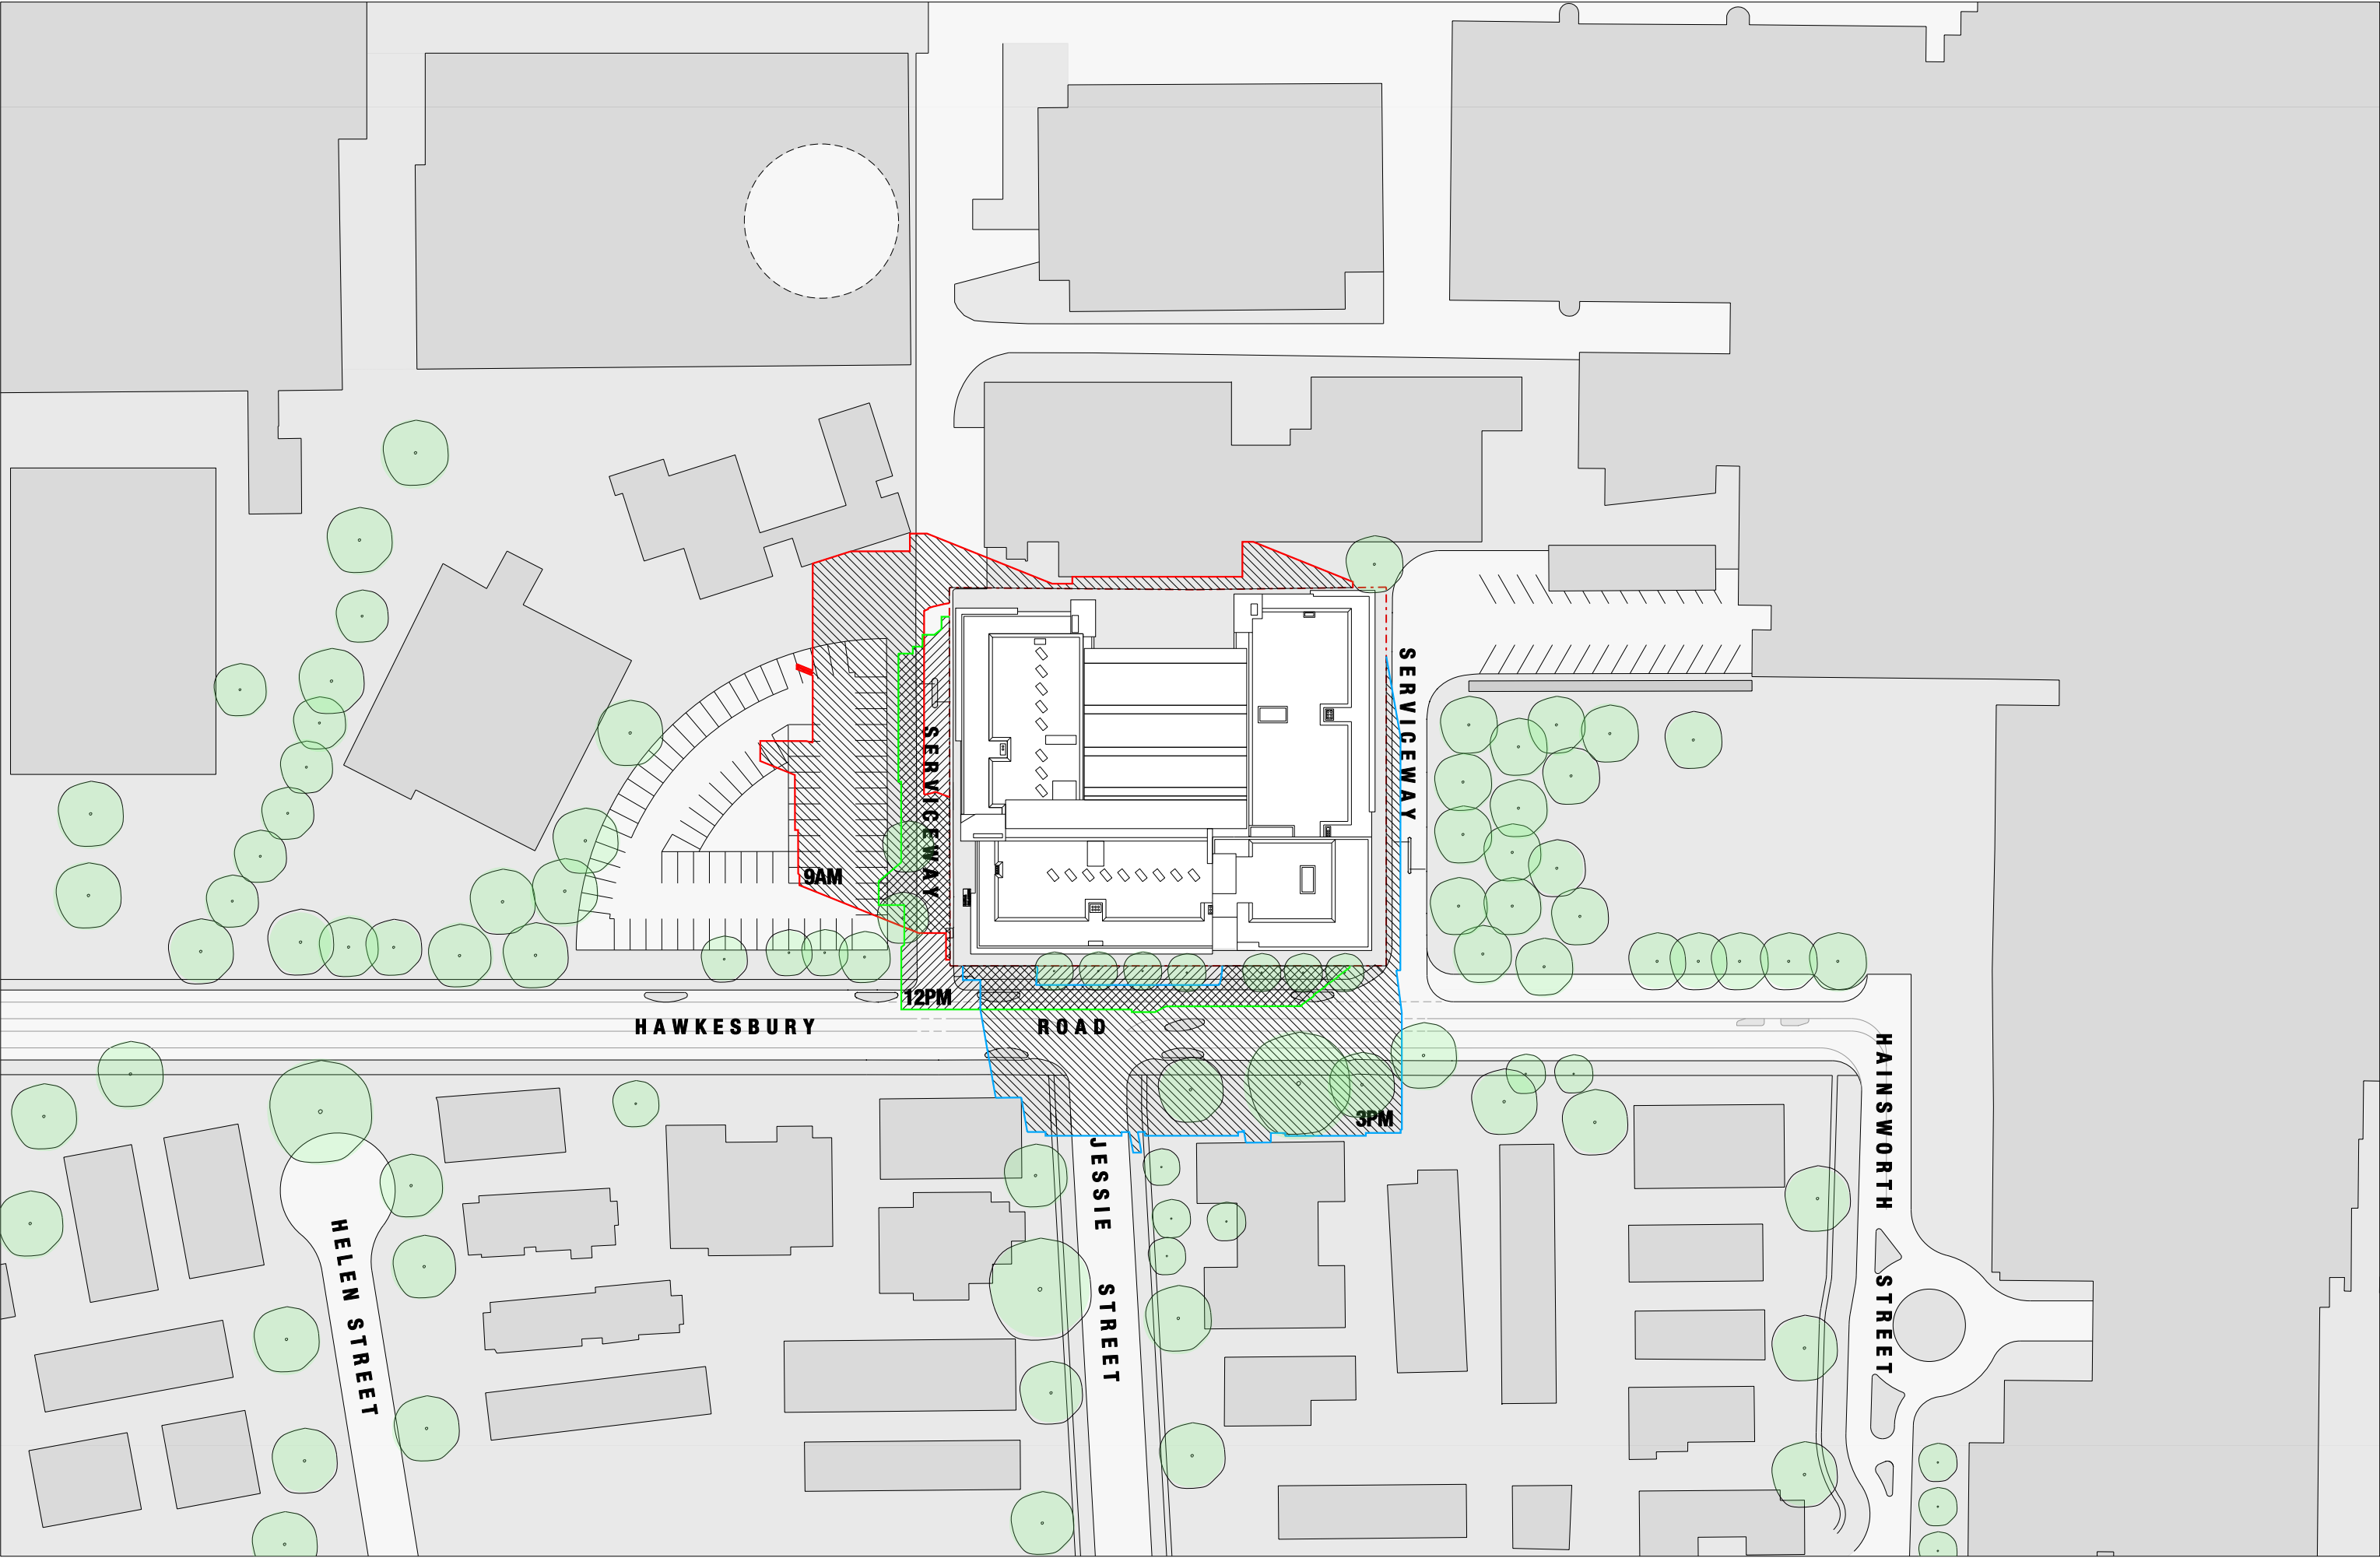 SERVICEWAY
SERVICEWAY
9AM
12PM
HAWKESBURY ROAD
3PM
HAINSWORTH STREET
JESSIE STREET
HELEN STREET